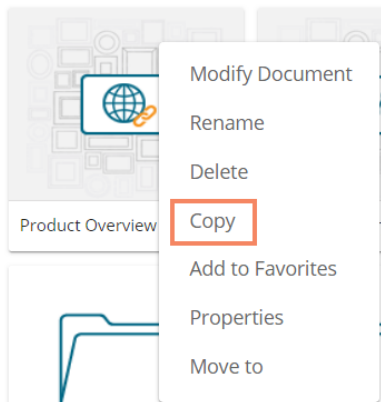 Modify Document
Rename
Delete
Product Overview
Copy
Add to Favorites
Properties
Move to